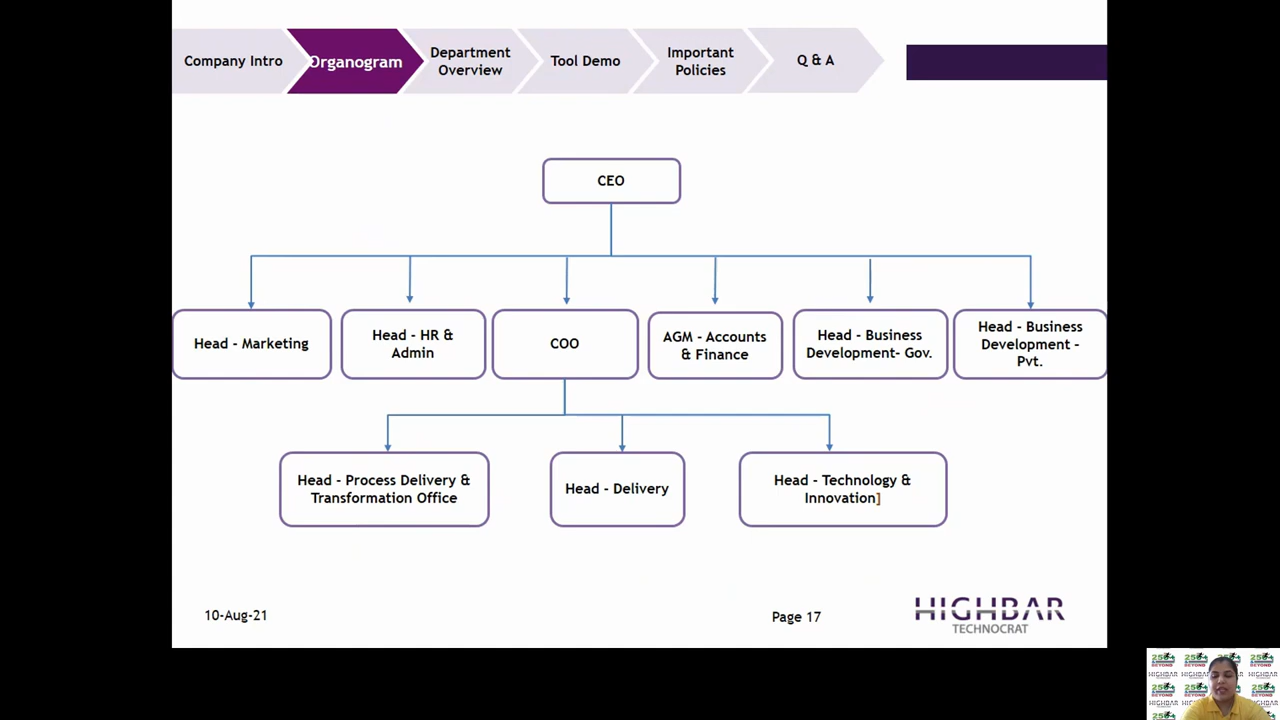 Company Intro
Organogram
Department
Overview
Tool Demo
Important
Policies
Q & A
CEO
Head - Marketing
Head - HR &
Admin
COO
AGM - Accounts
& Finance
Head - Business
Development- Gov.
Head - Business
Development -
Pvt.
Head - Process Delivery &
Transformation Office
Head - Delivery
Head - Technology &
Innovation]
10-Aug-21
Page 17
HIGHBAR
TECHNOCRAT